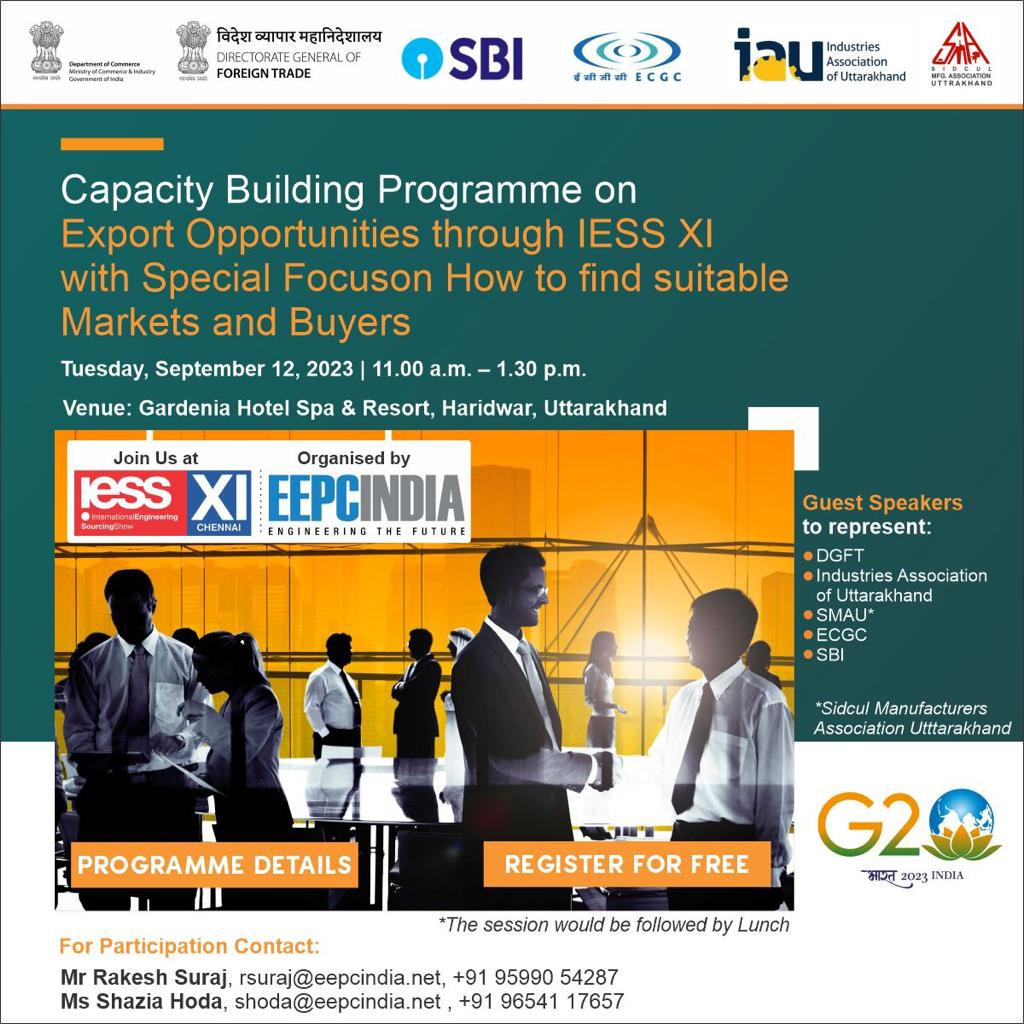 Department of Commerce
Ministry of Commerce & Industry
Government of India
विदेश व्यापार महानिदेशालय
DIRECTORATE GENERAL OF
FOREIGN TRADE
SBI
ई सी जी सी ECGC
iau
Industries
Association
of Uttarakhand
SMA
SIDCUL
MFG. ASSOCIATION
UTTRAKHAND
Capacity Building Programme on
Export Opportunities through IESS XI
with Special Focuson How to find suitable
Markets and Buyers
Tuesday, September 12, 2023 | 11.00 a.m. – 1.30 p.m.
Venue: Gardenia Hotel Spa & Resort, Haridwar, Uttarakhand
Join Us at
iess
InternationalEngineering
SourcingShow
XI
CHENNAI
Organised by
EEPCINDIA
ENGINEERING THE FUTURE
Guest Speakers
to represent:
DGFT
Industries Association
of Uttarakhand
SMAU*
ECGC
SBI
*Sidcul Manufacturers
Association Utttarakhand
PROGRAMME DETAILS
REGISTER FOR FREE
G20
भारत 2023 INDIA
*The session would be followed by Lunch
For Participation Contact:
Mr Rakesh Suraj, rsuraj@eepcindia.net, +91 95990 54287
Ms Shazia Hoda, shoda@eepcindia.net , +91 96541 17657